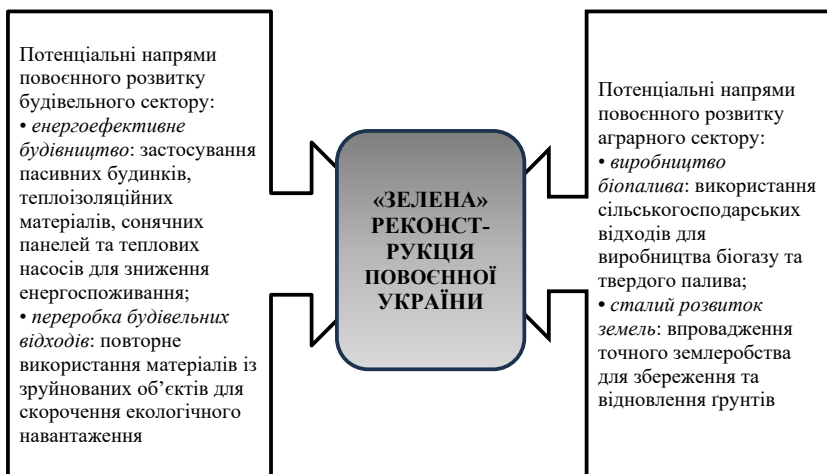 Потенціальні напрями
повоєнного розвитку
будівельного сектору:
• енергоефективне
будівництво: застосування
пасивних будинків,
теплоізоляційних
матеріалів, сонячних
панелей та теплових
насосів для зниження
енергоспоживання;
• переробка будівельних
відходів: повторне
використання матеріалів із
зруйнованих об’єктів для
скорочення екологічного
навантаження
«ЗЕЛЕНА»
РЕКОНСТ-
РУКЦІЯ
ПОВОЄННОЇ
УКРАЇНИ
Потенціальні напрями
повоєнного розвитку
аграрного сектору:
• виробництво
біопалива: використання
сільськогосподарських
відходів для
виробництва біогазу та
твердого палива;
• сталий розвиток
земель: впровадження
точного землеробства
для збереження та
відновлення ґрунтів